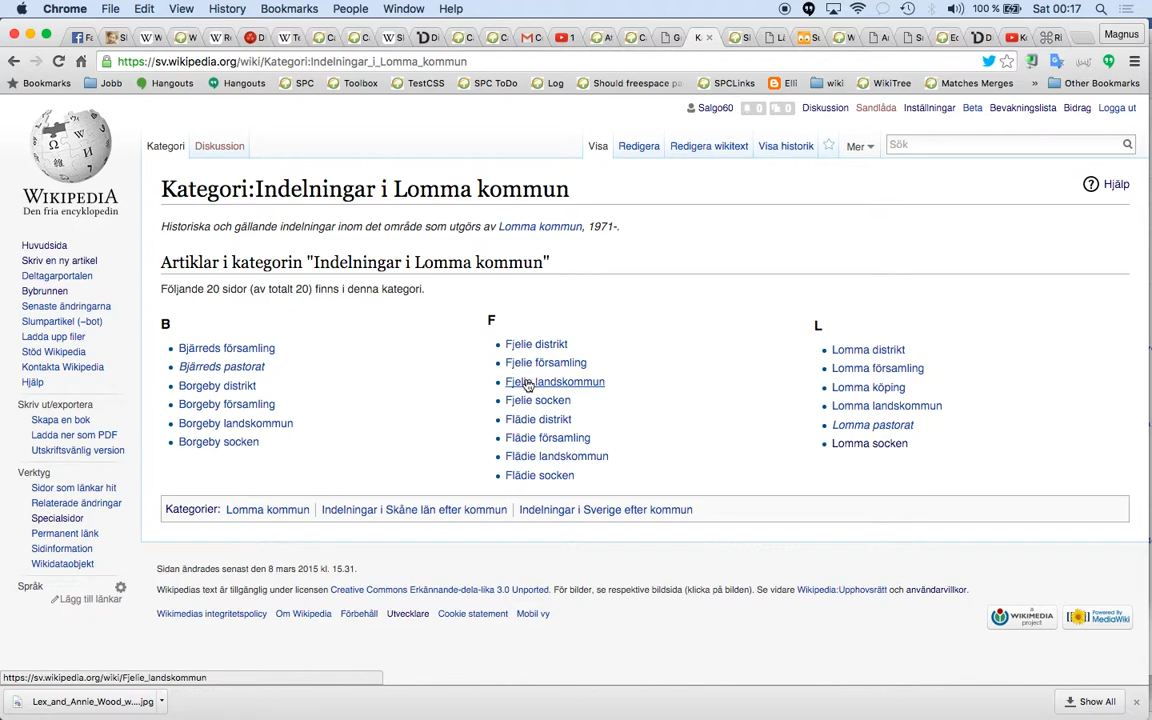 Chrome File Edit View History Bookmarks People Window Help 100 % Sat 00:17
Magnus
https://sv.wikipedia.org/wiki/Kategori:Indelningar_i_Lomma_kommun
Bookmarks Jobb Hangouts Hangouts SPC Toolbox TestCSS SPC ToDo Log Should freespace pa SPCLinks Elli wiki WikiTree Matches Merges » Other Bookmarks
Salgo60 0 0 Diskussion Sandlåda Inställningar Beta Bevakningslista Bidrag Logga ut
Kategori Diskussion Visa Redigera Redigera wikitext Visa historik Mer Sök
WIKIPEDIA
Den fria encyklopedin
Kategori:Indelningar i Lomma kommun
Hjälp
Historiska och gällande indelningar inom det område som utgörs av Lomma kommun, 1971-.
Artiklar i kategorin "Indelningar i Lomma kommun"
Följande 20 sidor (av totalt 20) finns i denna kategori.
B
Bjärreds församling
Bjärreds pastorat
Borgeby distrikt
Borgeby församling
Borgeby landskommun
Borgeby socken
F
Fjelie distrikt
Fjelie församling
Fjelie landskommun
Fjelie socken
Flädie distrikt
Flädie församling
Flädie landskommun
Flädie socken
L
Lomma distrikt
Lomma församling
Lomma köping
Lomma landskommun
Lomma pastorat
Lomma socken
Kategorier: Lomma kommun | Indelningar i Skåne län efter kommun | Indelningar i Sverige efter kommun
Huvudsida
Skriv en ny artikel
Deltagarportalen
Bybrunnen
Senaste ändringarna
Slumpartikel (−bot)
Ladda upp filer
Stöd Wikipedia
Kontakta Wikipedia
Hjälp
Skriv ut/exportera
Skapa en bok
Ladda ner som PDF
Utskriftsvänlig version
Verktyg
Sidor som länkar hit
Relaterade ändringar
Specialsidor
Permanent länk
Sidinformation
Wikidataobjekt
Språk
Lägg till länkar
Sidan ändrades senast den 8 mars 2015 kl. 15.31.
Wikipedias text är tillgänglig under licensen Creative Commons Erkännande-dela-lika 3.0 Unported. För bilder, se respektive bildsida (klicka på bilden). Se vidare Wikipedia:Upphovsrätt och användarvillkor.
Wikimedias integritetspolicy Om Wikipedia Förbehåll Utvecklare Cookie statement Mobil vy
a WIKIMEDIA project
Powered By MediaWiki
https://sv.wikipedia.org/wiki/Fjelie_landskommun
Lex_and_Annie_Wood_w....jpg
Show All